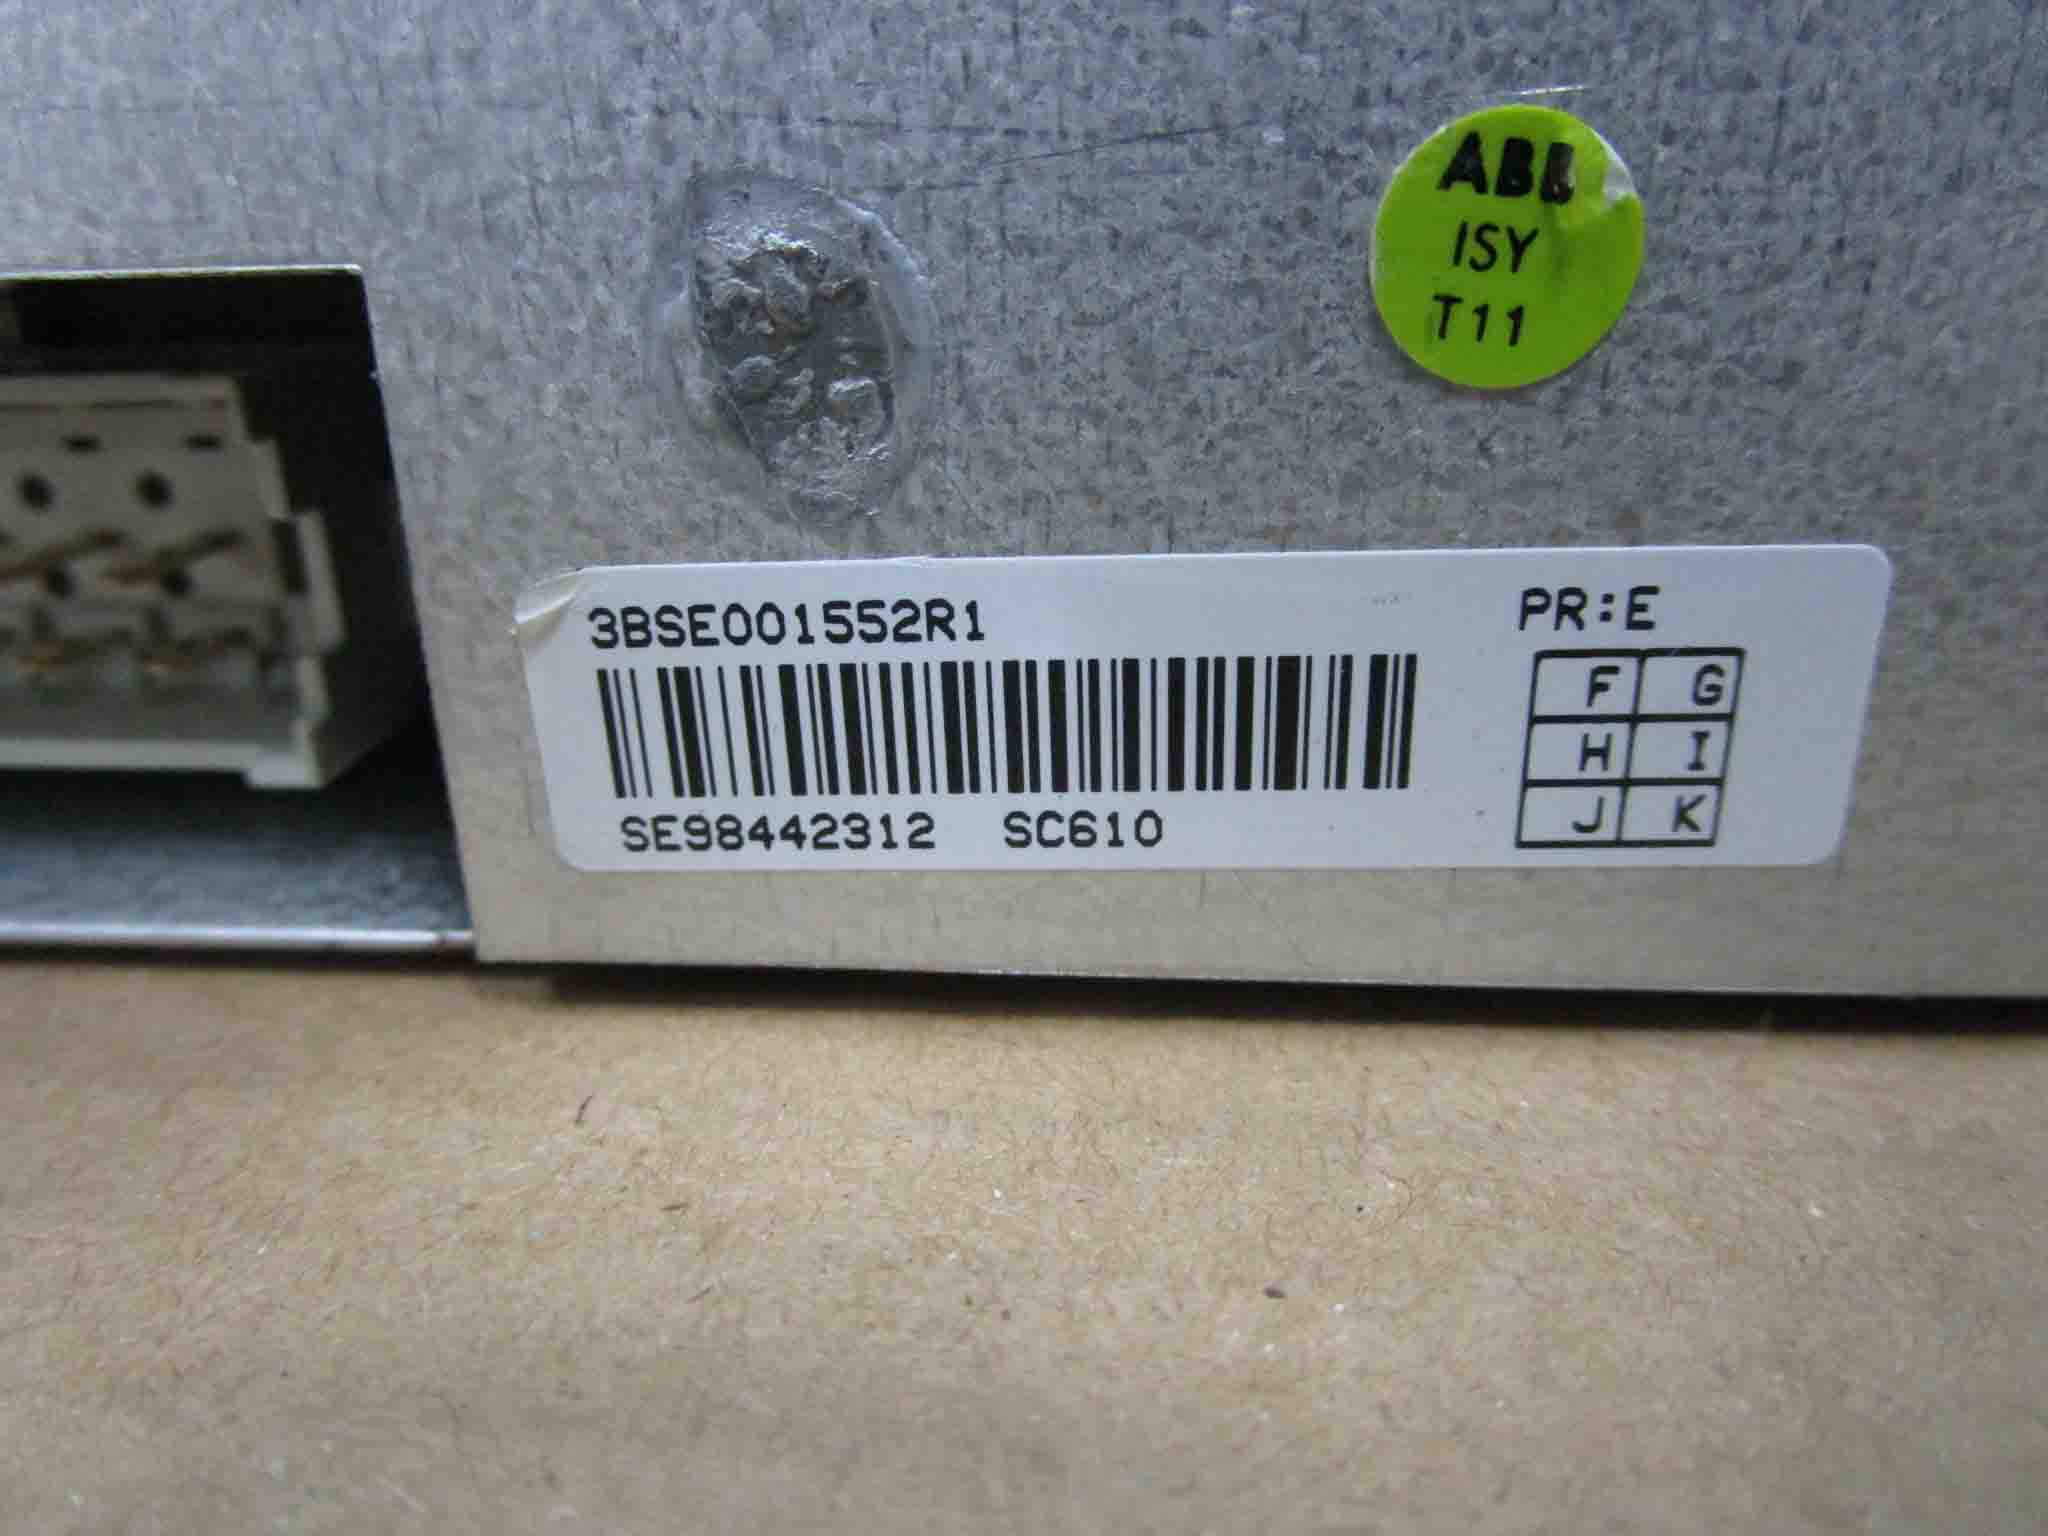 ABB
ISY
T11
3BSE001552R1
PR:E
F G
H I
J K
SE98442312 SC610